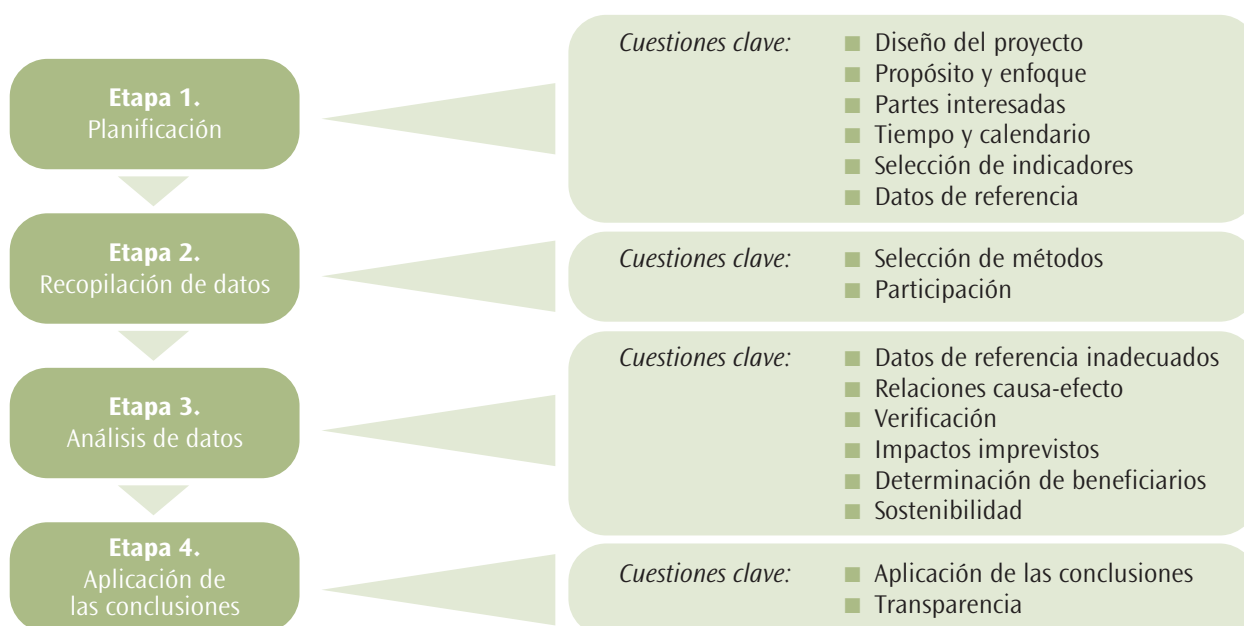 Etapa 1.
Planificación
Cuestiones clave:
Diseño del proyecto
Propósito y enfoque
Partes interesadas
Tiempo y calendario
Selección de indicadores
Datos de referencia
Etapa 2.
Recopilación de datos
Cuestiones clave:
Selección de métodos
Participación
Etapa 3.
Análisis de datos
Cuestiones clave:
Datos de referencia inadecuados
Relaciones causa-efecto
Verificación
Impactos imprevistos
Determinación de beneficiarios
Sostenibilidad
Etapa 4.
Aplicación de
las conclusiones
Cuestiones clave:
Aplicación de las conclusiones
Transparencia